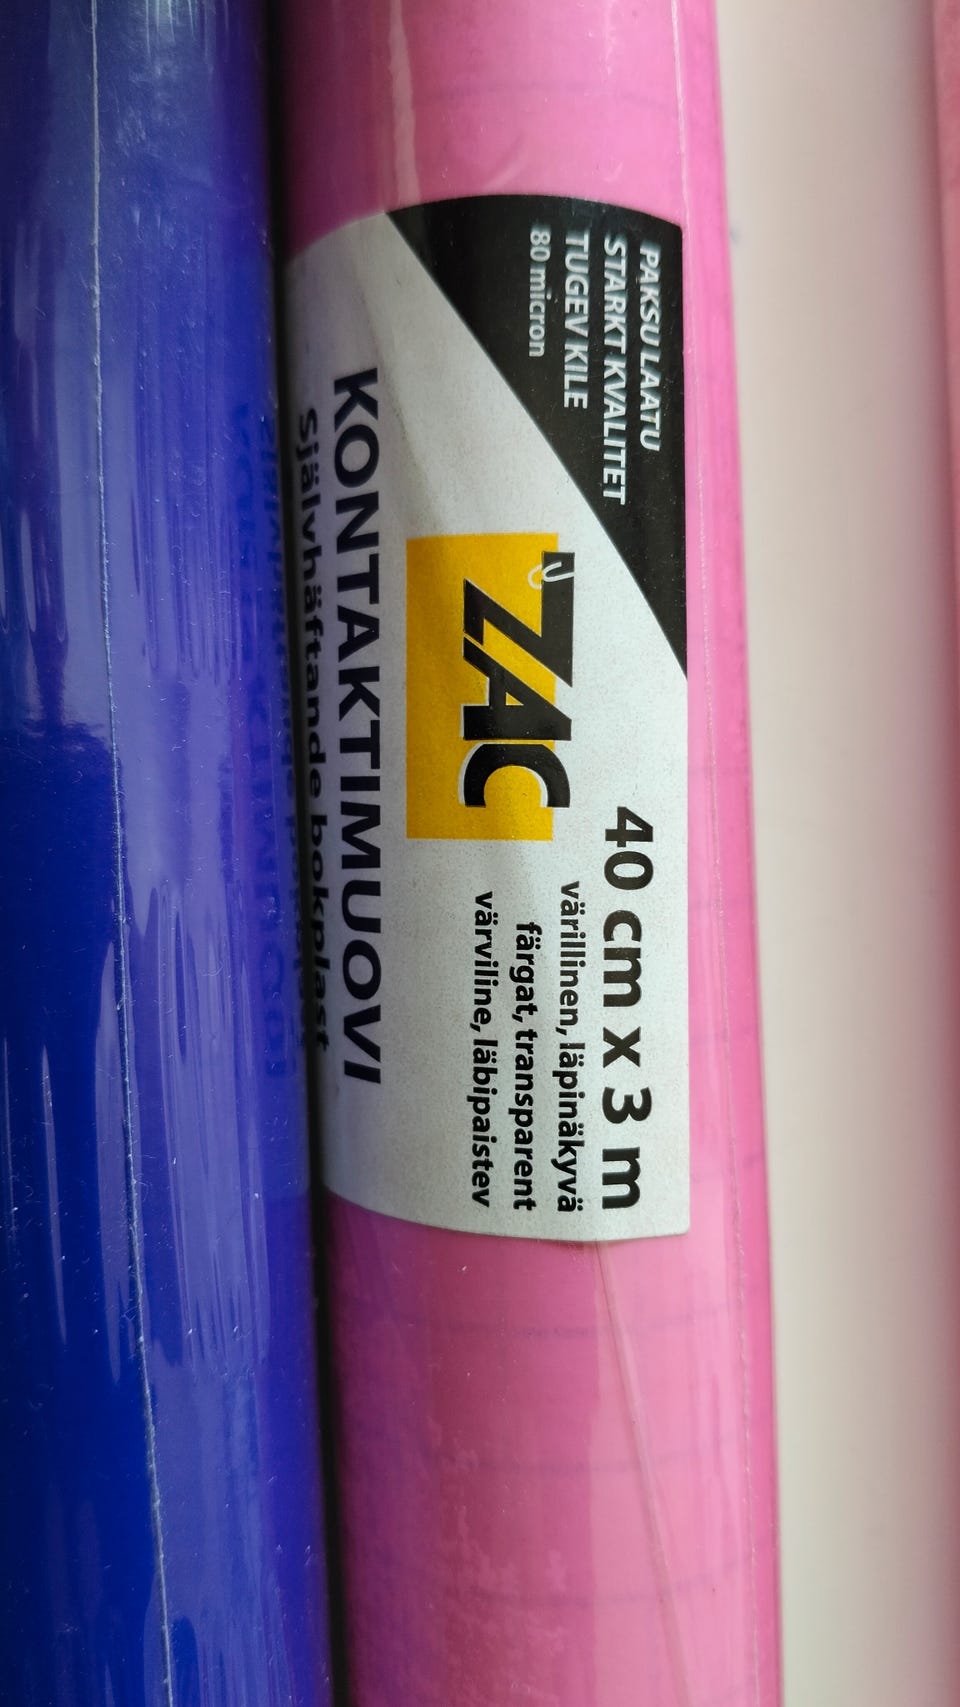 PAKSU LAATU
STARKT KVALITET
TUGEV KILE
80 micron
ZAC
40 cm x 3 m
värillinen, läpinäkyvä
färgat, transparent
värviline, läbipaistev
KONTAKTIMUOVI
Självhäftande bokplast